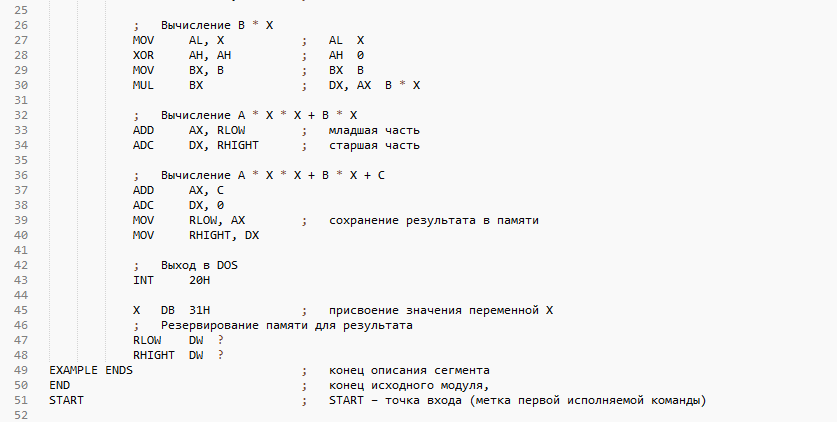 25
26 ; Вычисление B * X
27 MOV AL, X ; AL X
28 XOR AH, AH ; AH 0
29 MOV BX, B ; BX B
30 MUL BX ; DX, AX B * X
31
32 ; Вычисление A * X * X + B * X
33 ADD AX, RLOW ; младшая часть
34 ADC DX, RHIGHT ; старшая часть
35
36 ; Вычисление A * X * X + B * X + C
37 ADD AX, C
38 ADC DX, 0
39 MOV RLOW, AX ; сохранение результата в памяти
40 MOV RHIGHT, DX
41
42 ; Выход в DOS
43 INT 20H
44
45 X DB 31H ; присвоение значения переменной X
46 ; Резервирование памяти для результата
47 RLOW DW ?
48 RHIGHT DW ?
49 EXAMPLE ENDS ; конец описания сегмента
50 END ; конец исходного модуля,
51 START ; START – точка входа (метка первой исполняемой команды)
52